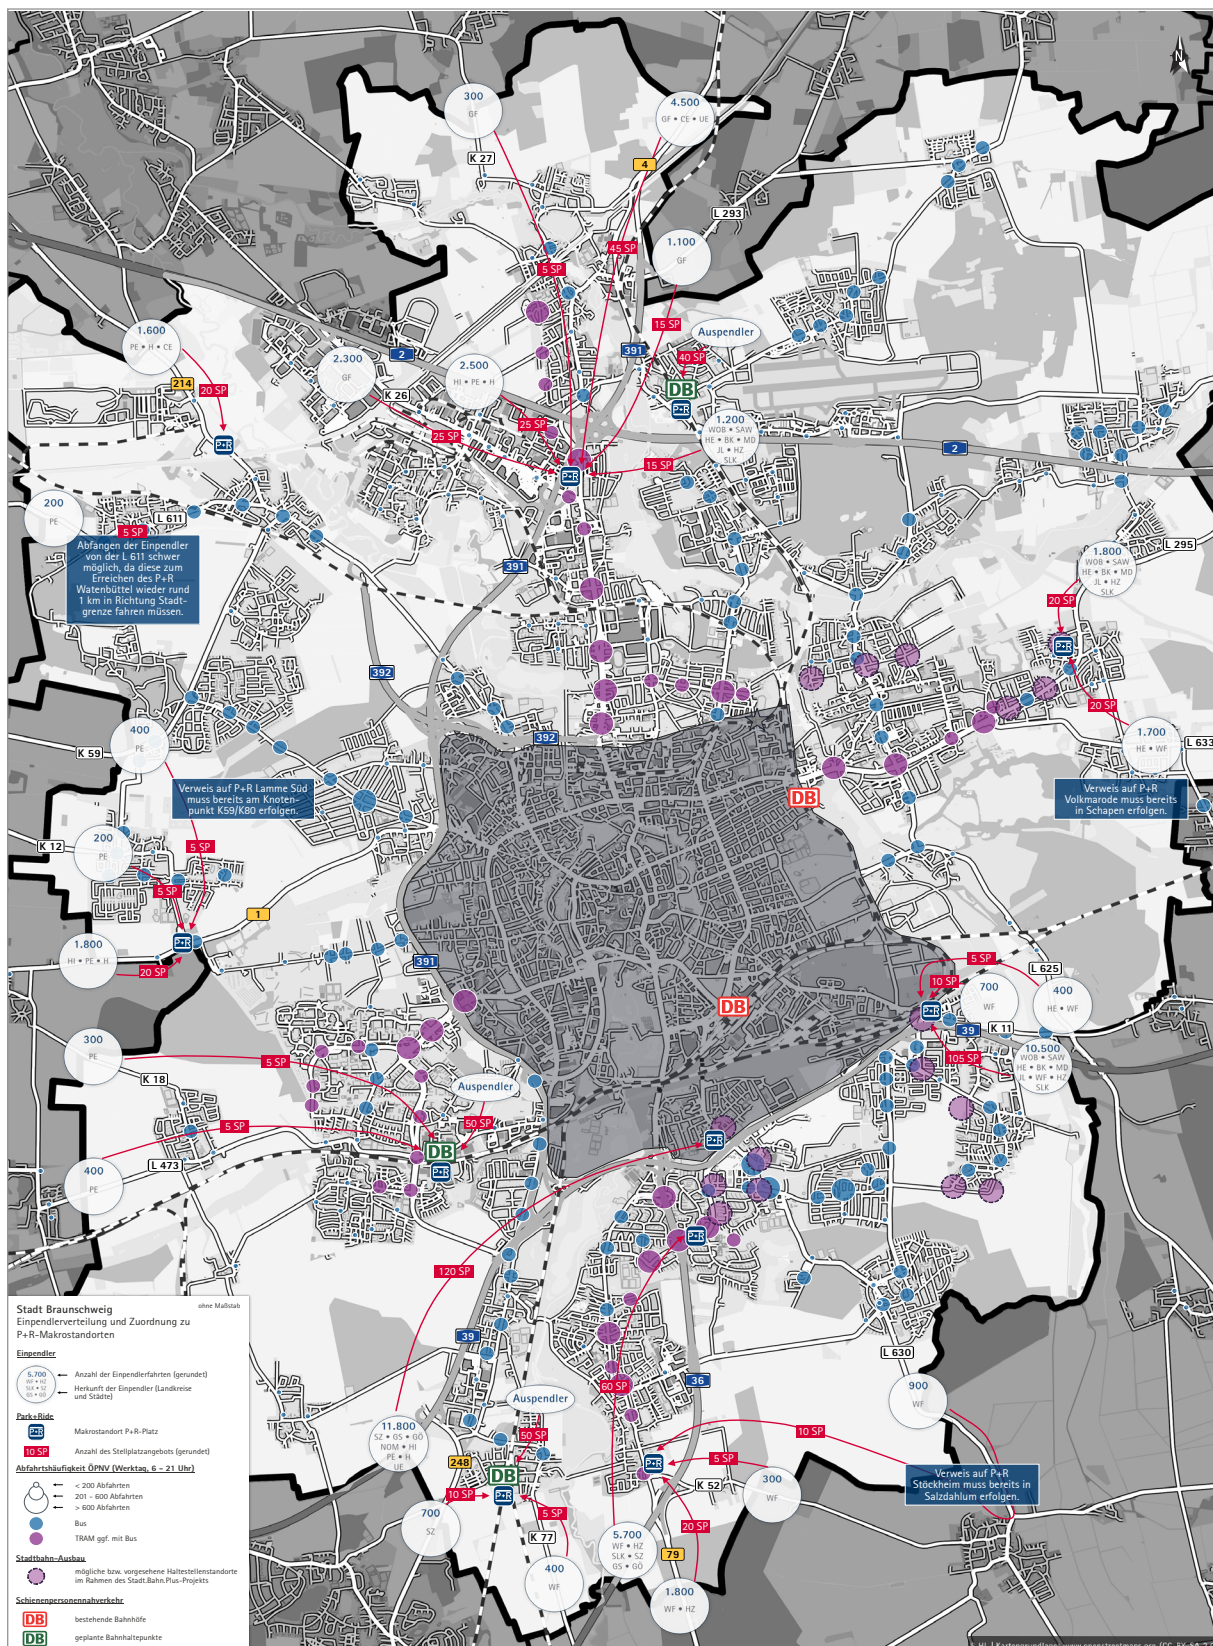 300
GF
4.500
GF • CE • UE
N
K 27
4
L 293
1.100
GF
45 SP
5 SP
15 SP
Auspendler
40 SP
DB
P+R
1.600
PE • H • CE
214
20 SP
P+R
2
2.300
GF
K 26
25 SP
2.500
HI • PE • H
25 SP
391
P+R
1.200
WOB • SAW
HE • BK • MD
JL • HZ
SLK
15 SP
2
200
PE
L 611
5 SP
Abfangen der Einpendler
von der L 611 schwer
möglich, da diese zum
Erreichen des P+R
Watenbüttel wieder rund
1 km in Richtung Stadt-
grenze fahren müssen.
391
L 295
1.800
WOB • SAW
HE • BK • MD
JL • HZ
SLK
20 SP
P+R
20 SP
1.700
HE • WF
L 633
Verweis auf P+R
Volkmarode muss bereits
in Schapen erfolgen.
392
392
400
PE
K 59
Verweis auf P+R Lamme Süd
muss bereits am Knoten-
punkt K59/K80 erfolgen.
DB
K 12
200
PE
5 SP
5 SP
1
P+R
1.800
HI • PE • H
20 SP
391
DB
5 SP
L 625
10 SP
700
WF
400
HE • WF
P+R
39
K 11
105 SP
10.500
WOB • SAW
HE • BK • MD
JL • WF • HZ
SLK
300
PE
5 SP
K 18
Auspendler
50 SP
5 SP
DB
P+R
L 473
400
PE
P+R
P+R
120 SP
39
L 630
36
60 SP
900
WF
10 SP
Auspendler
11.800
SZ • GS • GÖ
NOM • HI
PE • H
UE
50 SP
248
DB
P+R
10 SP
P+R
5 SP
K 52
300
WF
Verweis auf P+R
Stöckheim muss bereits in
Salzdahlum erfolgen.
700
SZ
5 SP
K 77
20 SP
5.700
WF • HZ
SLK • SZ
GS • GÖ
79
400
WF
1.800
WF • HZ
Stadt Braunschweig
ohne Maßstab
Einpendlerverteilung und Zuordnung zu
P+R-Makrostandorten
Einpendler
5.700
WF • HZ
SLK • SZ
GS • GÖ
Anzahl der Einpendlerfahrten (gerundet)
Herkunft der Einpendler (Landkreise
und Städte)
Park+Ride
P+R
Makrostandort P+R-Platz
10 SP
Anzahl des Stellplatzangebots (gerundet)
Abfahrtshäufigkeit ÖPNV (Werktag, 6 – 21 Uhr)
< 200 Abfahrten
201 – 600 Abfahrten
> 600 Abfahrten
Bus
TRAM ggf. mit Bus
Stadtbahn-Ausbau
mögliche bzw. vorgesehene Haltestellenstandorte
im Rahmen des Stadt.Bahn.Plus-Projekts
Schienenpersonennahverkehr
DB
bestehende Bahnhöfe
DB
geplante Bahnhaltepunkte